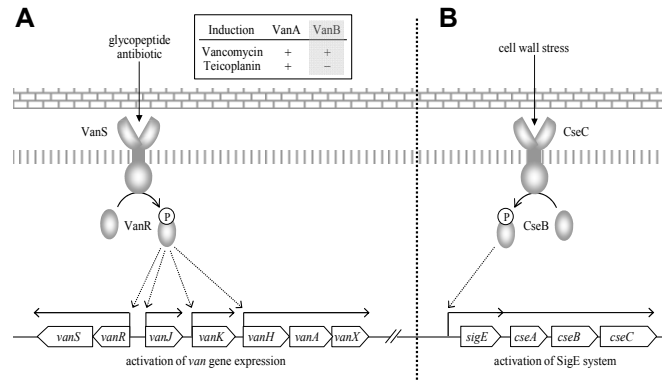 A
B
Induction VanA VanB
Vancomycin + +
Teicoplanin + −
glycopeptide
antibiotic
cell wall stress
VanS
CseC
P
VanR
P
CseB
vanS vanR vanJ vanK vanH vanA vanX
sigE cseA cseB cseC
activation of van gene expression
activation of SigE system